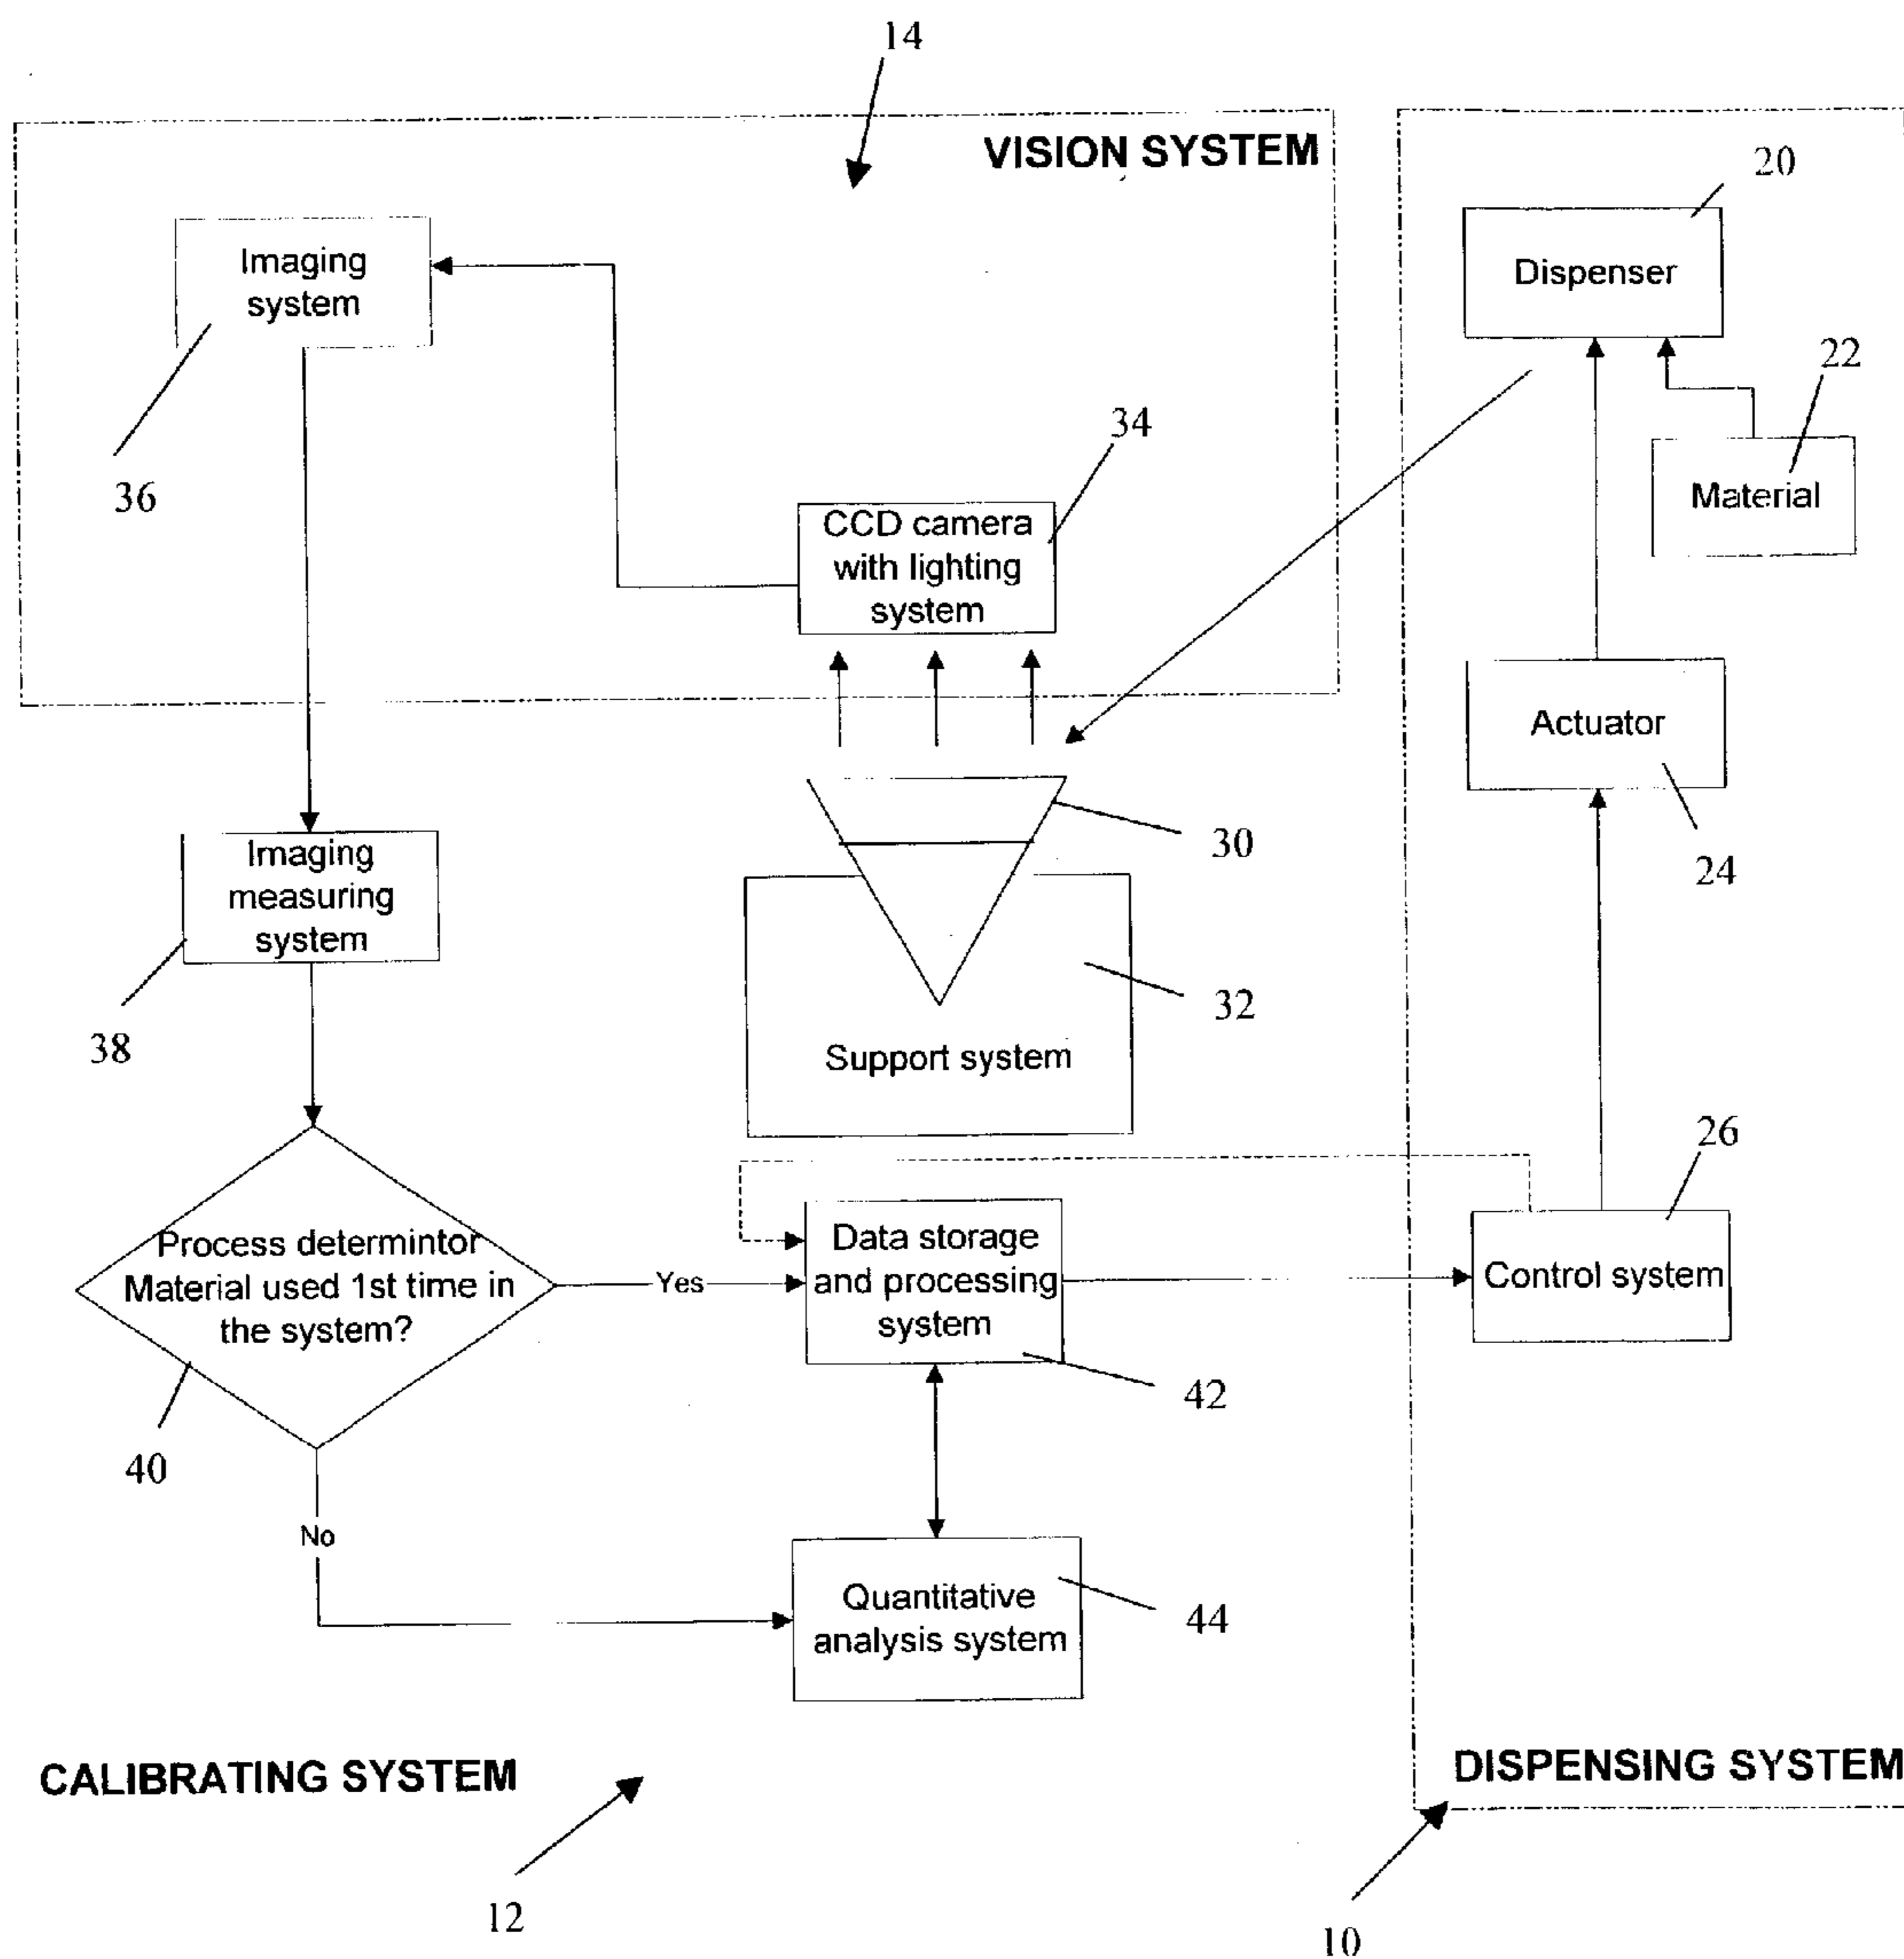 14
VISION SYSTEM
20
Imaging
system
Dispenser
22
34
36
Material
CCD camera
with lighting
system
Actuator
30
24
Imaging
measuring
system
32
38
Support system
26
Process determintor
Material used 1st time in
the system?
Yes
Data storage
and processing
system
Control system
42
40
No
Quantitative
analysis system
44
CALIBRATING SYSTEM
DISPENSING SYSTEM
12
10